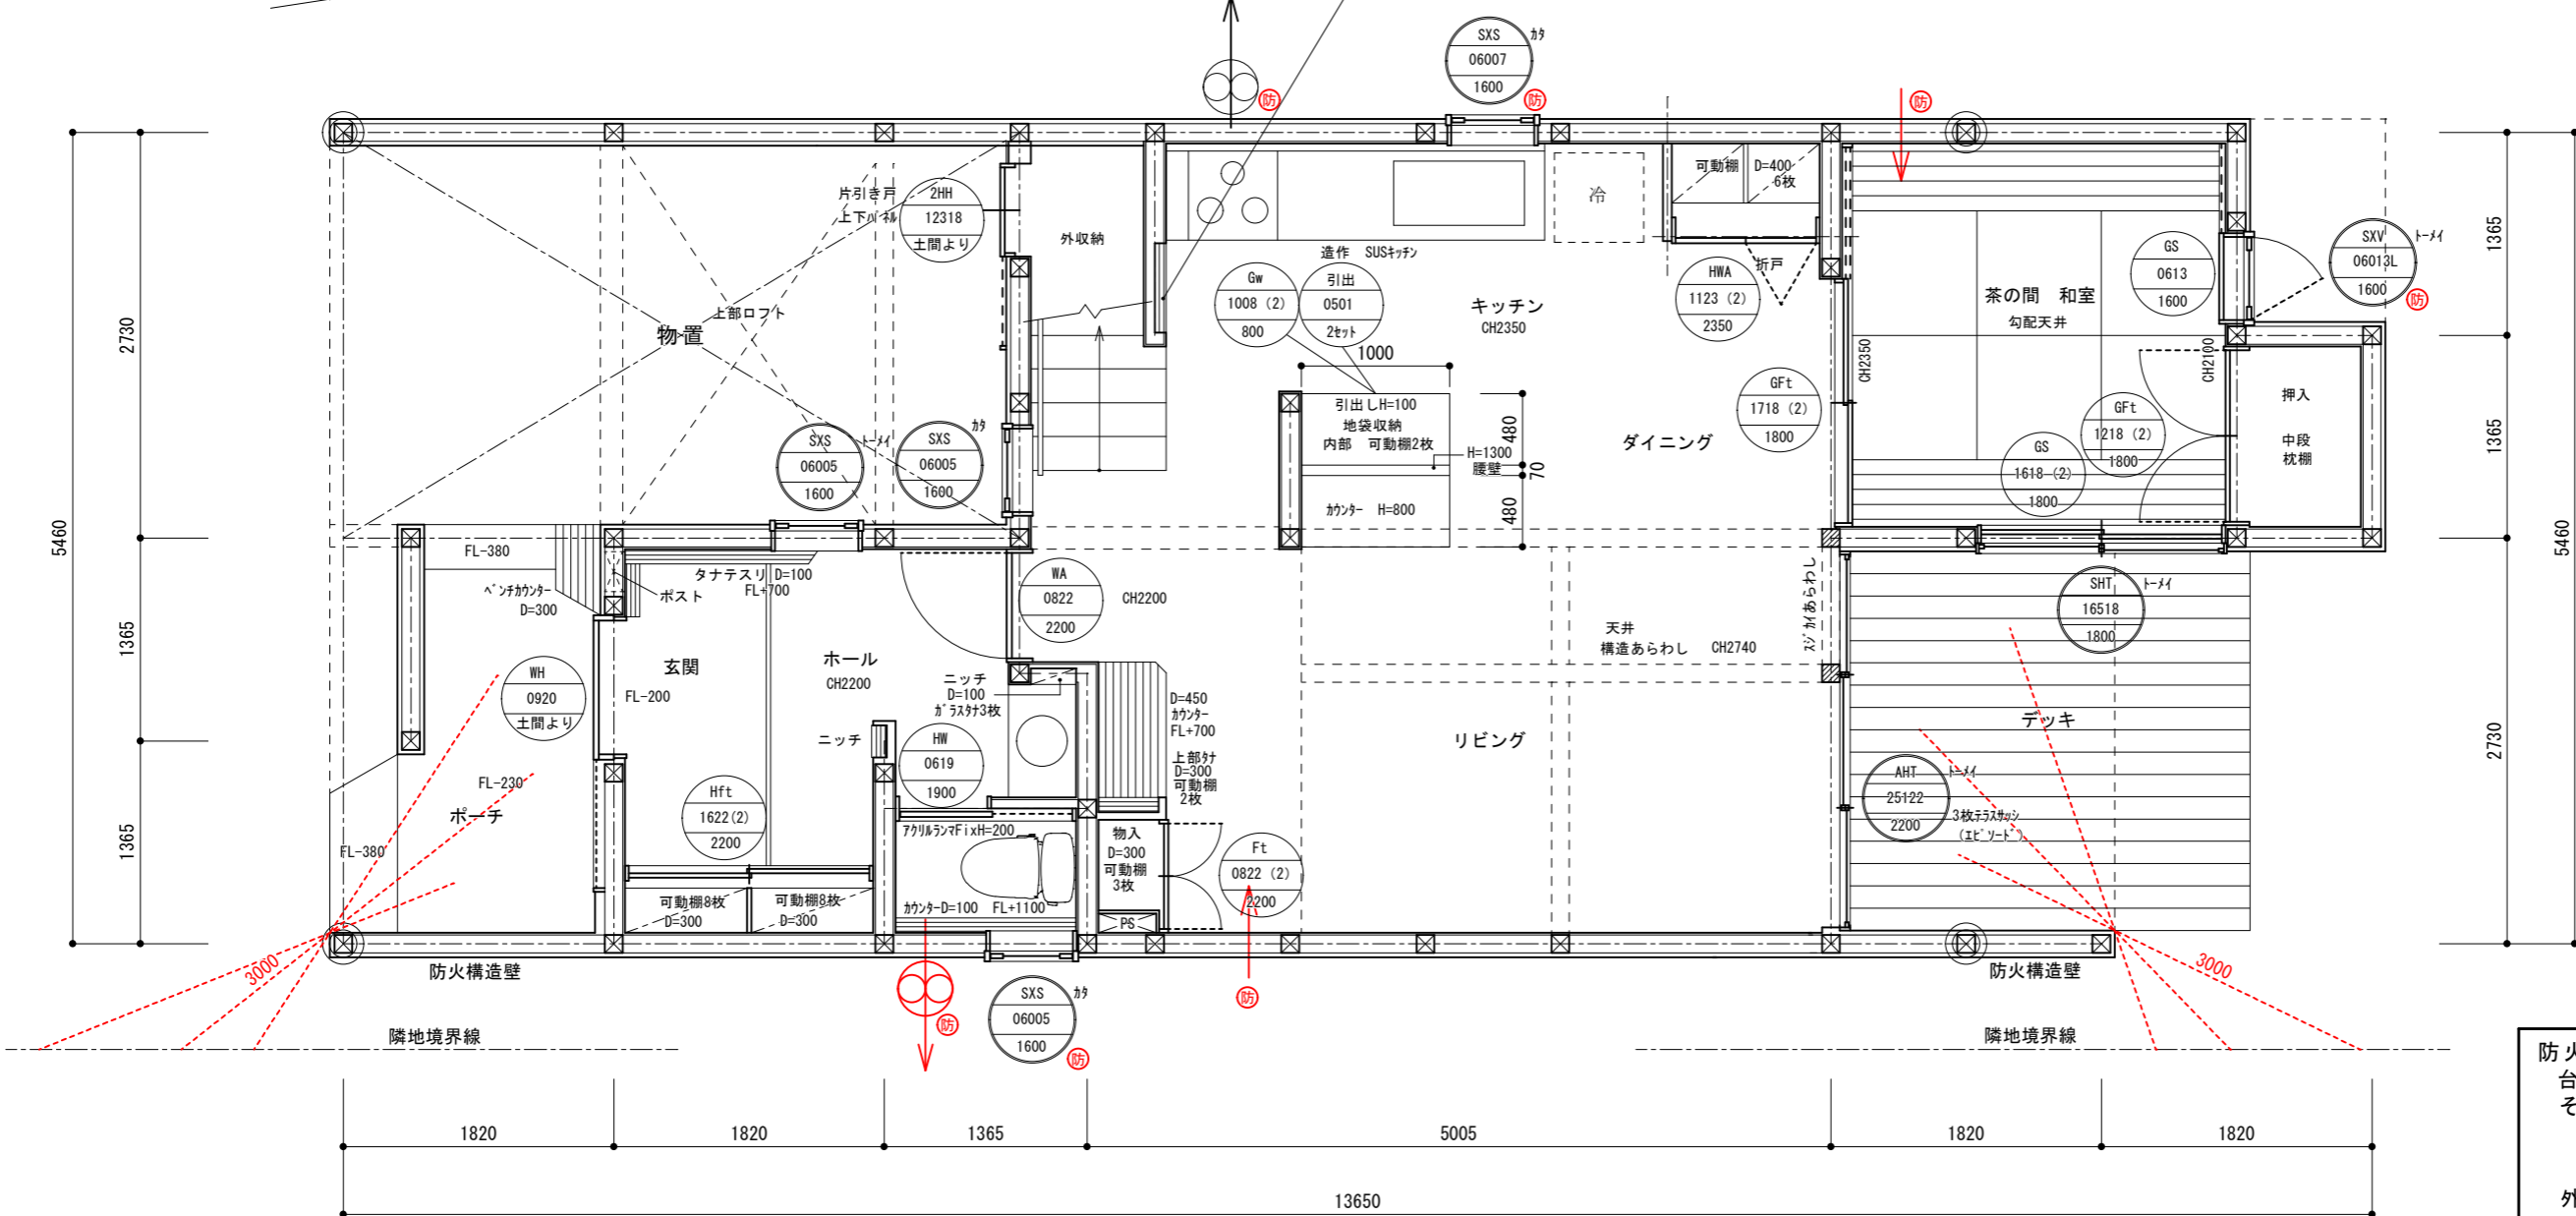 SXS
06007
1600
ｶﾀ
防
防
防
片引き戸
上下ﾊﾟﾈﾙ
2HH
12318
土間より
外収納
可動棚 D=400
6枚
冷
造作 SUSキッチン
Gw
1008 (2)
800
引出
0501
2ｾｯﾄ
キッチン
CH2350
HWA
1123 (2)
2350
折戸
茶の間 和室
勾配天井
GS
0613
1600
SXV
06013L
1600
ﾄｰﾒｲ
防
上部ロフト
物置
1000
CH2350
CH2100
GFt
1718 (2)
1800
押入
中段
枕棚
引出しH=100
地袋収納
内部 可動棚2枚
H=1300
腰壁
480
70
480
カウンター H=800
ダイニング
GFt
1218 (2)
1800
GS
1618 (2)
1800
SXS
06005
1600
ﾄｰﾒｲ
SXS
06005
1600
ｶﾀ
FL-380
ﾍﾞﾝﾁｶｳﾝﾀｰ
D=300
タナテスリ D=100
FL+700
ポスト
WA
0822
2200
CH2200
天井
構造あらわし CH2740
ｽｼﾞｶｲあらわし
SHT
16518
1800
ﾄｰﾒｲ
玄関
ホール
CH2200
WH
0920
土間より
FL-200
ニッチ
D=100
ｶﾞﾗｽﾀﾅ3枚
D=450
ｶｳﾝﾀｰ
FL+700
上部ﾀﾅ
D=300
可動棚
2枚
ニッチ
HW
0619
1900
リビング
デッキ
FL-230
ポーチ
FL-380
Hft
1622(2)
2200
ｱｸﾘﾙﾗﾝﾏFixH=200
物入
D=300
可動棚
3枚
Ft
0822 (2)
2200
AHT
25122
2200
ﾄｰﾒｲ
3枚ﾃﾗｽｻｯｼ
(ｴﾋﾟｿｰﾄﾞ)
可動棚8枚
D=300
可動棚8枚
D=300
ｶｳﾝﾀｰD=100 FL+1100
PS
3000
防火構造壁
防
SXS
06005
1600
ｶﾀ
防
防
防火構造壁
3000
隣地境界線
隣地境界線
5460
2730
1365
1365
1365
1365
2730
5460
1820
1820
1365
5005
1820
1820
13650
防火
台
そ
外